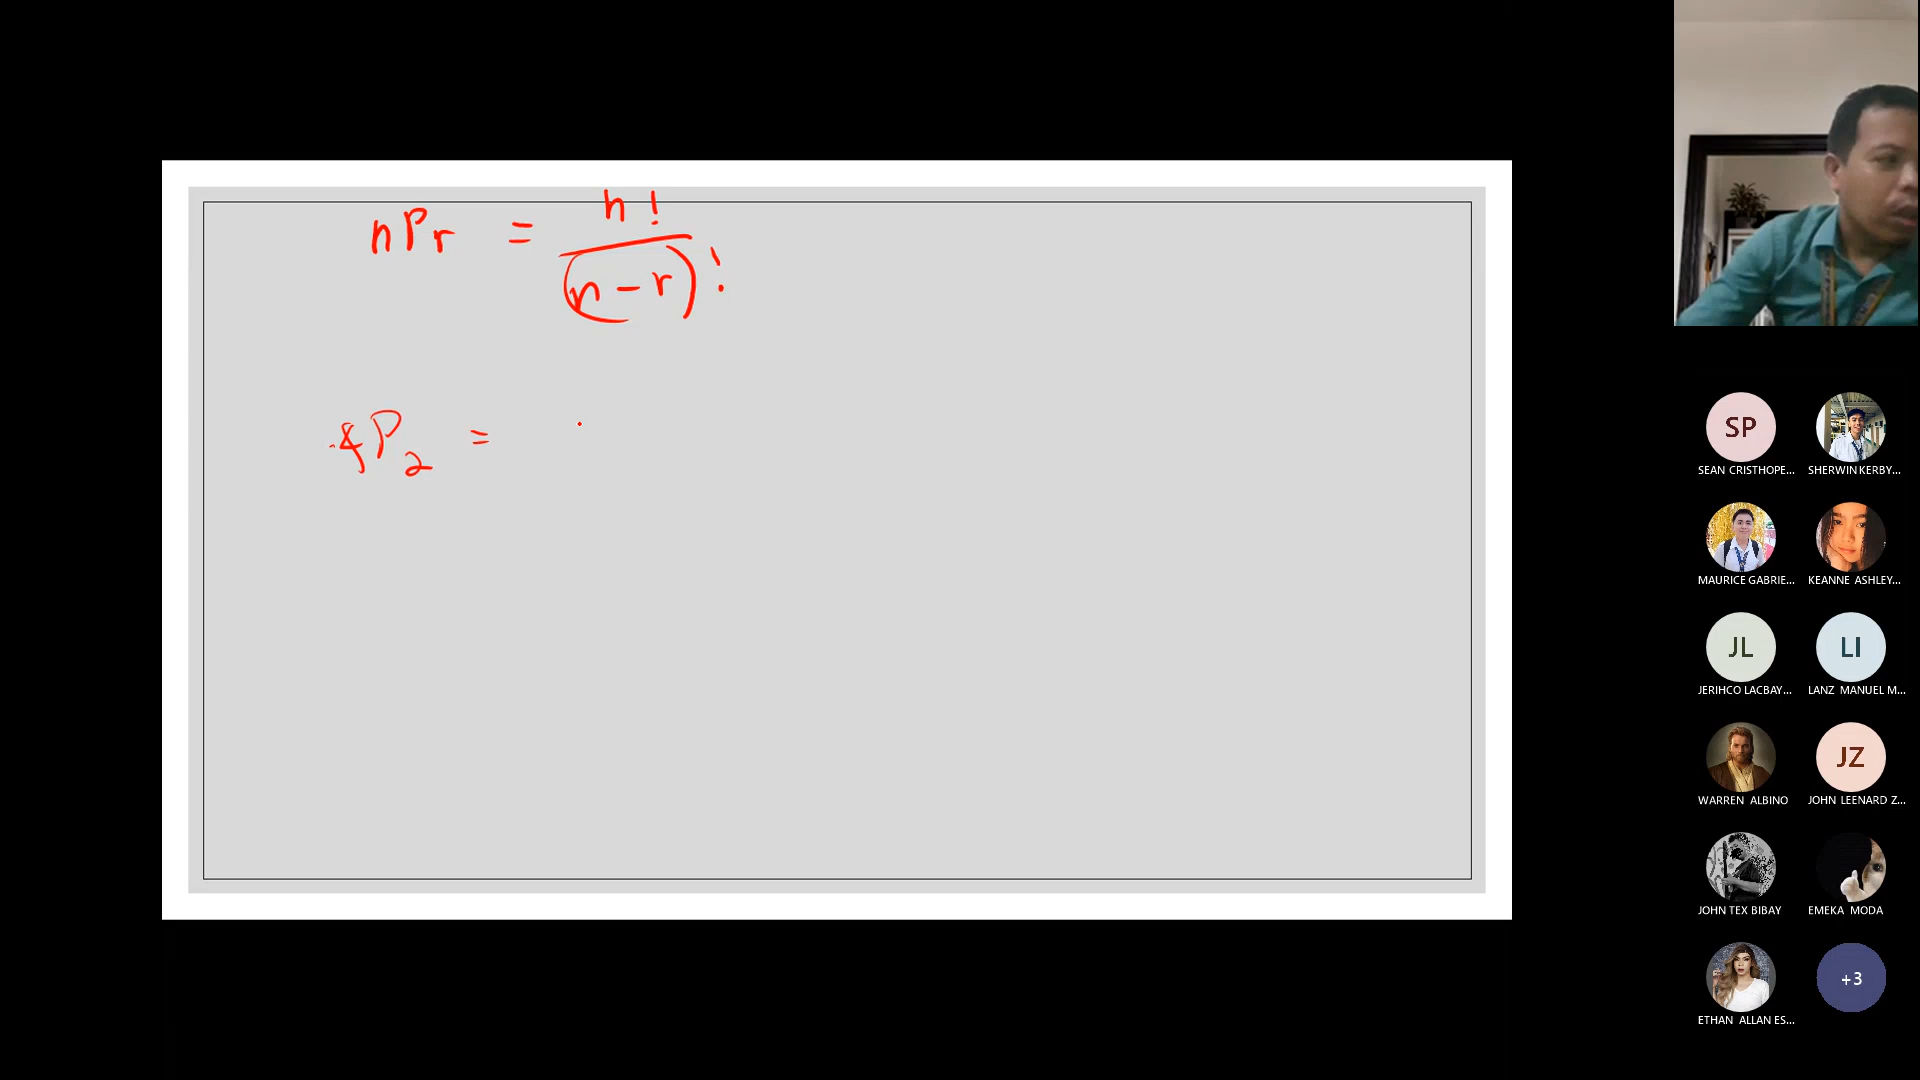 nPr = n!
(n-r)!
4P2 =
SP
SEAN CRISTHOPE...
SHERWIN KERBY...
MAURICE GABRIE...
KEANNE ASHLEY...
JL
LI
JERIHCO LACBAY...
LANZ MANUEL M...
JZ
WARREN ALBINO
JOHN LEENARD Z...
JOHN TEX BIBAY
EMEKA MODA
+3
ETHAN ALLAN ES...